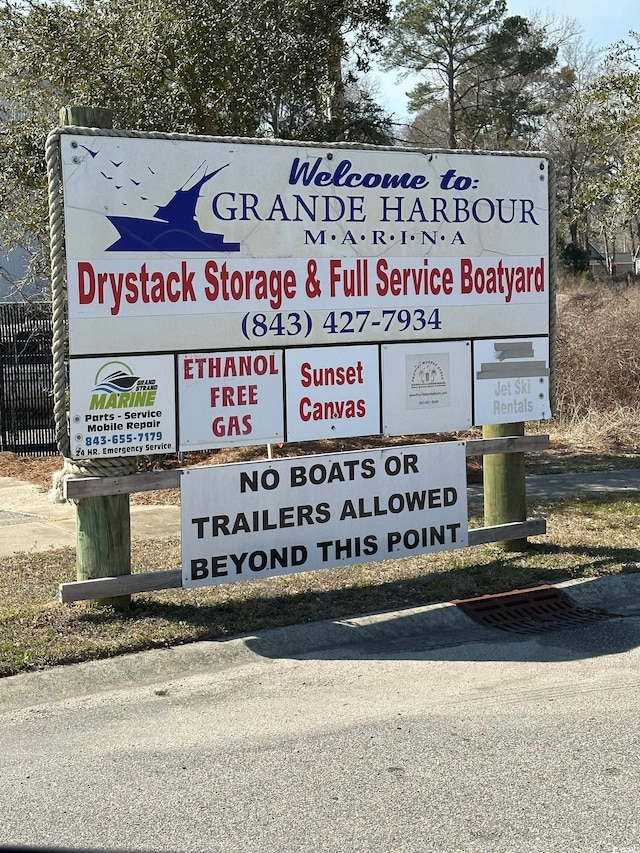 Welcome to:
GRANDE HARBOUR
M•A•R•I•N•A
Drystack Storage & Full Service Boatyard
(843) 427-7934
GRAND
STRAND
MARINE
Parts - Service
Mobile Repair
843-655-7179
24 HR. Emergency Service
ETHANOL
FREE
GAS
Sunset
Canvas
Jet Ski
Rentals
NO BOATS OR
TRAILERS ALLOWED
BEYOND THIS POINT.